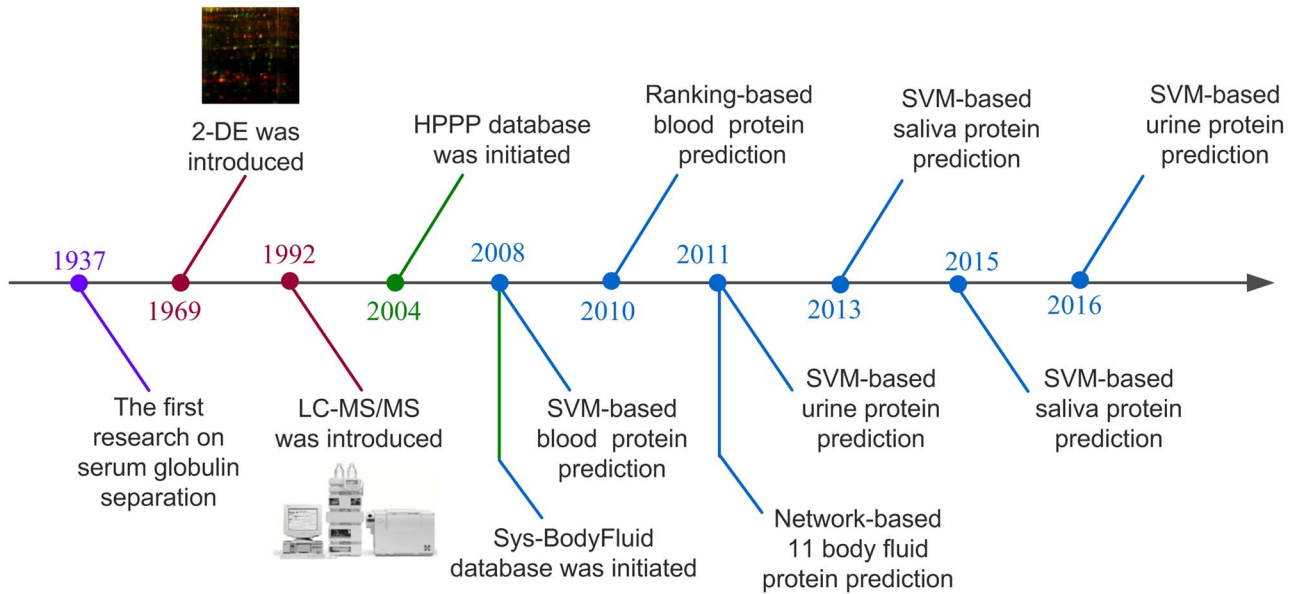 2-DE was
introduced
HPPP database
was initiated
Ranking-based
blood protein
prediction
SVM-based
saliva protein
prediction
SVM-based
urine protein
prediction
1937
1969
1992
2004
2008
2010
2011
2013
2015
2016
The first
research on
serum globulin
separation
LC-MS/MS
was introduced
SVM-based
blood protein
prediction
Sys-BodyFluid
database was initiated
SVM-based
urine protein
prediction
Network-based
11 body fluid
protein prediction
SVM-based
saliva protein
prediction